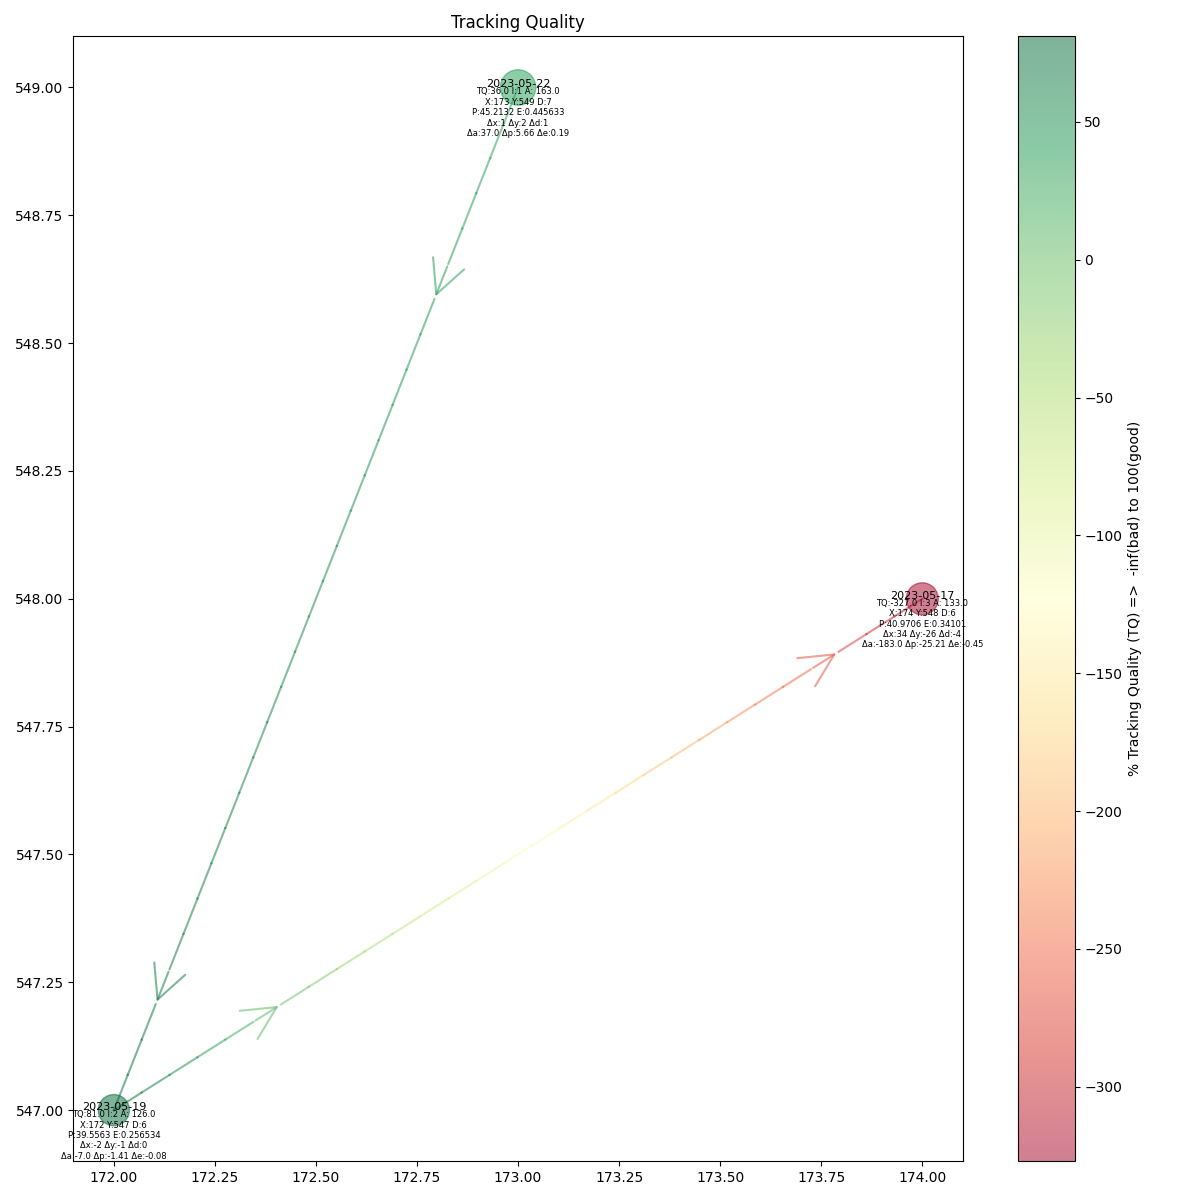 Tracking Quality
549.00
548.75
548.50
548.25
548.00
547.75
547.50
547.25
547.00
2023-05-22
TQ:36.0 I:1 A: 163.0
X:173 Y:549 D:7
P:45.2132 E:0.445633
Δx:1 Δy:2 Δd:1
Δa:37.0 Δp:5.66 Δe:0.19
2023-05-17
TQ:-327.0 I:3 A: 133.0
X:174 Y:548 D:6
P:40.9706 E:0.34101
Δx:34 Δy:-26 Δd:-4
Δa:-183.0 Δp:-25.21 Δe:-0.45
2023-05-19
TQ:81.0 I:2 A: 126.0
X:172 Y:547 D:6
P:39.5563 E:0.256534
Δx:-2 Δy:-1 Δd:0
Δa:-7.0 Δp:-1.41 Δe:-0.08
172.00 172.25 172.50 172.75 173.00 173.25 173.50 173.75 174.00
50
0
−50
−100
−150
−200
−250
−300
% Tracking Quality (TQ) => -inf(bad) to 100(good)